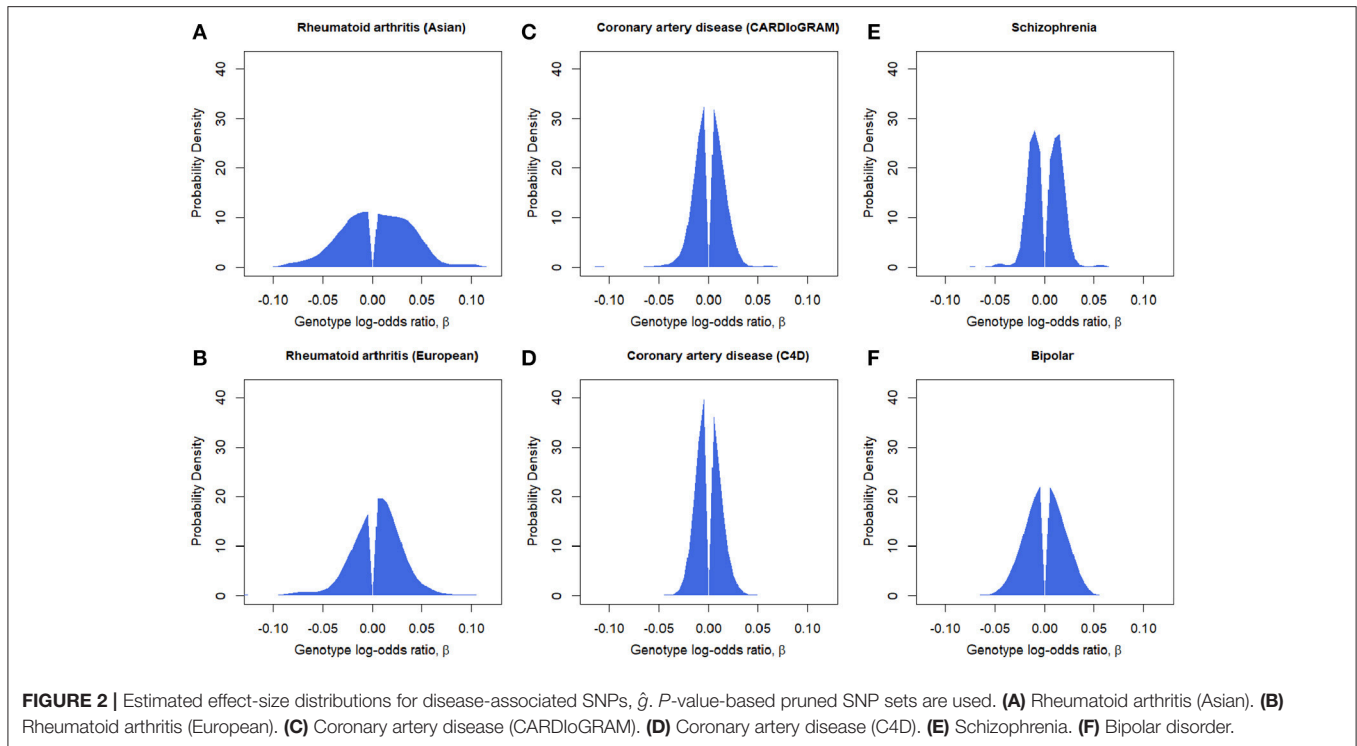 A
Rheumatoid arthritis (Asian)
Probability Density
0
10
20
30
40
-0.10
-0.05
0.00
0.05
0.10
Genotype log-odds ratio, β
C
Coronary artery disease (CARDIoGRAM)
Probability Density
0
10
20
30
40
-0.10
-0.05
0.00
0.05
0.10
Genotype log-odds ratio, β
E
Schizophrenia
Probability Density
0
10
20
30
40
-0.10
-0.05
0.00
0.05
0.10
Genotype log-odds ratio, β
B
Rheumatoid arthritis (European)
Probability Density
0
10
20
30
40
-0.10
-0.05
0.00
0.05
0.10
Genotype log-odds ratio, β
D
Coronary artery disease (C4D)
Probability Density
0
10
20
30
40
-0.10
-0.05
0.00
0.05
0.10
Genotype log-odds ratio, β
F
Bipolar
Probability Density
0
10
20
30
40
-0.10
-0.05
0.00
0.05
0.10
Genotype log-odds ratio, β
FIGURE 2 | Estimated effect-size distributions for disease-associated SNPs, ĝ. P-value-based pruned SNP sets are used. (A) Rheumatoid arthritis (Asian). (B)
Rheumatoid arthritis (European). (C) Coronary artery disease (CARDIoGRAM). (D) Coronary artery disease (C4D). (E) Schizophrenia. (F) Bipolar disorder.